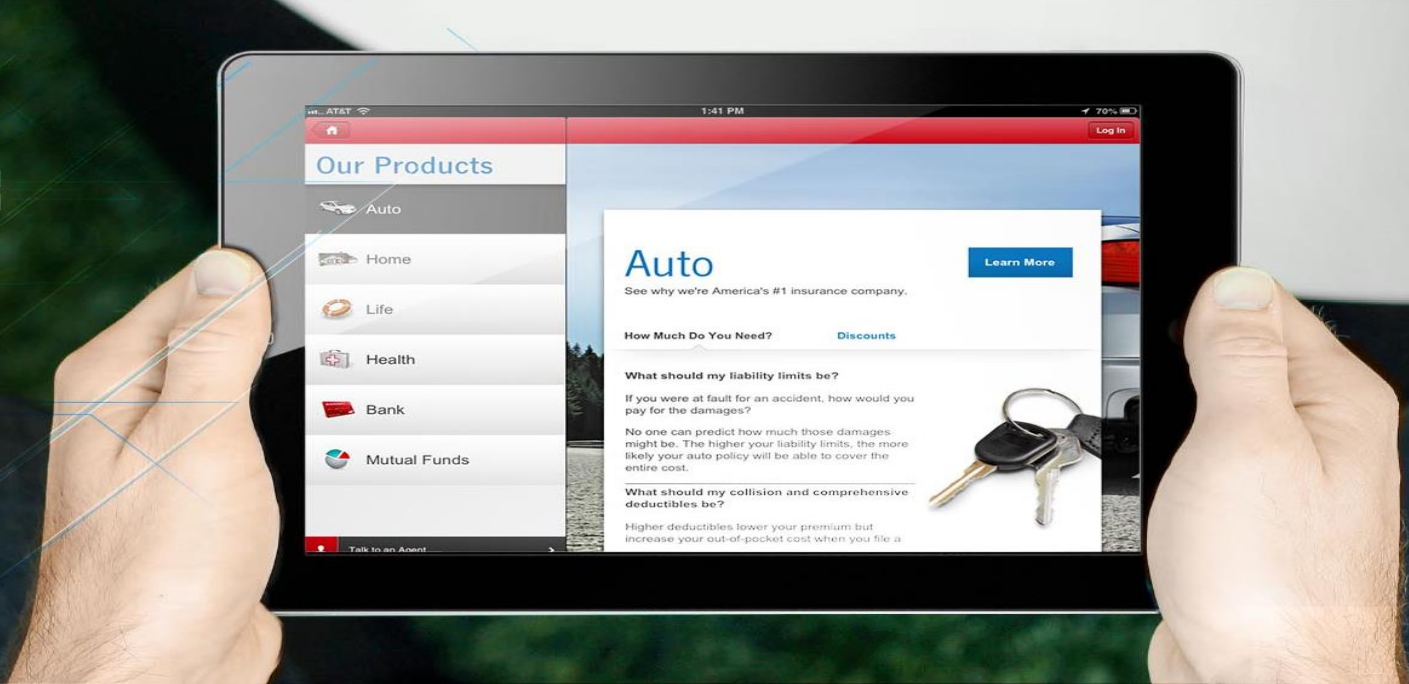 AT&T
1:41 PM
70%
Log In
Our Products
Auto
Home
Life
Health
Bank
Mutual Funds
Talk to an Agent
Auto
Learn More
See why we're America's #1 insurance company.
How Much Do You Need?
Discounts
What should my liability limits be?
If you were at fault for an accident, how would you
pay for the damages?
No one can predict how much those damages
might be. The higher your liability limits, the more
likely your auto policy will be able to cover the
entire cost.
What should my collision and comprehensive
deductibles be?
Higher deductibles lower your premium but
increase your out-of-pocket cost when you file a